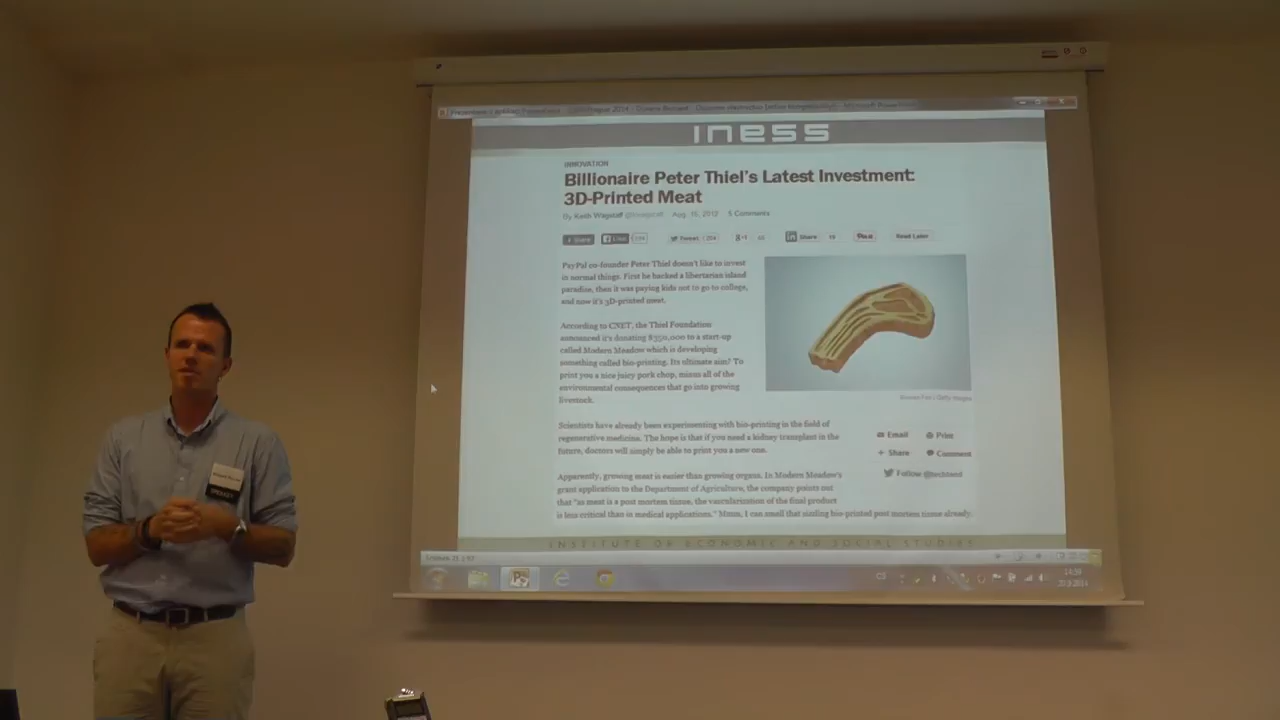 iness
INNOVATION
Billionaire Peter Thiel's Latest Investment:
3D-Printed Meat
By Keith Wagstaff @kwagstaff Aug. 15, 2012 5 Comments
Share Like Tweet +1 Share 19 Pin it Read Later
PayPal co-founder Peter Thiel doesn't like to invest
in normal things. First he backed a libertarian island
paradise, then it was paying kids not to go to college,
and now it's 3D-printed meat.
According to CNET, the Thiel Foundation
announced it's donating $350,000 to a start-up
called Modern Meadow which is developing
something called bio-printing. Its ultimate aim? To
print you a nice juicy pork chop, minus all of the
environmental consequences that go into growing
livestock.
Getty Images
Scientists have already been experimenting with bio-printing in the field of
regenerative medicine. The hope is that if you need a kidney transplant in the
future, doctors will simply be able to print you a new one.
Email Print
+ Share Comment
Follow @techland
Apparently, growing meat is easier than growing organs. In Modern Meadow's
grant application to the Department of Agriculture, the company points out
that "as meat is a post mortem tissue, the vascularization of the final product
is less critical than in medical applications." Mmm, I can smell that sizzling bio-printed post mortem tissue already.
INSTITUTE OF ECONOMIC AND SOCIAL STUDIES
CS
14:59
SPEAKER